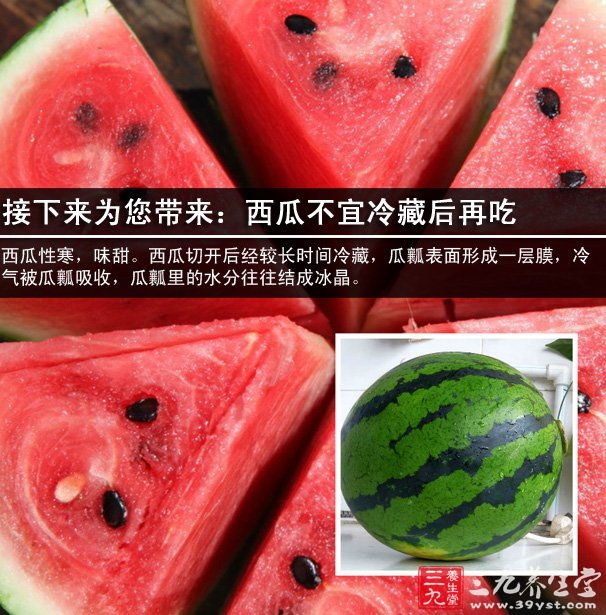 接下来为您带来：西瓜不宜冷藏后再吃
西瓜性寒，味甜。西瓜切开后经较长时间冷藏，瓜瓤表面形成一层膜，冷
气被瓜瓤吸收，瓜瓤里的水分往往结成冰晶。
三九
养生堂
三九养生堂
www.39yst.com